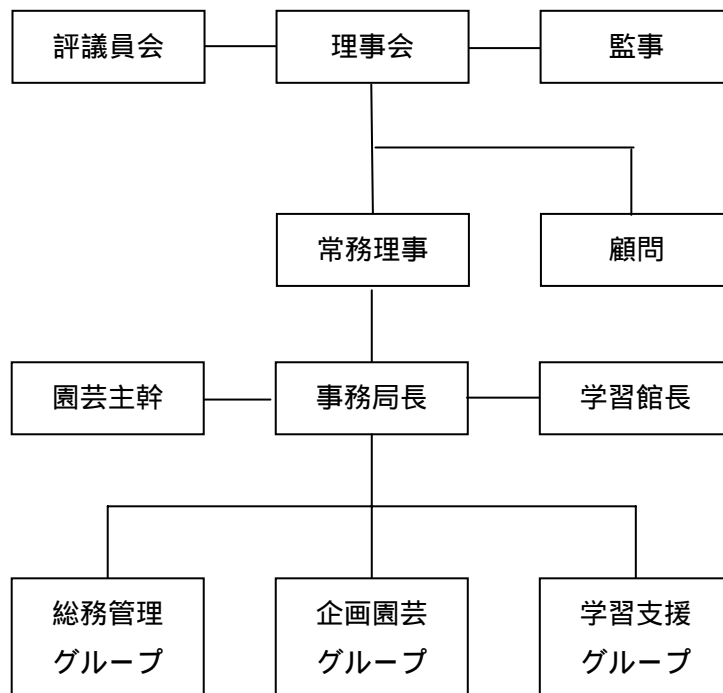 評議員会
理事会
監事
常務理事
顧問
園芸主幹
事務局長
学習館長
総務管理
グループ
企画園芸
グループ
学習支援
グループ